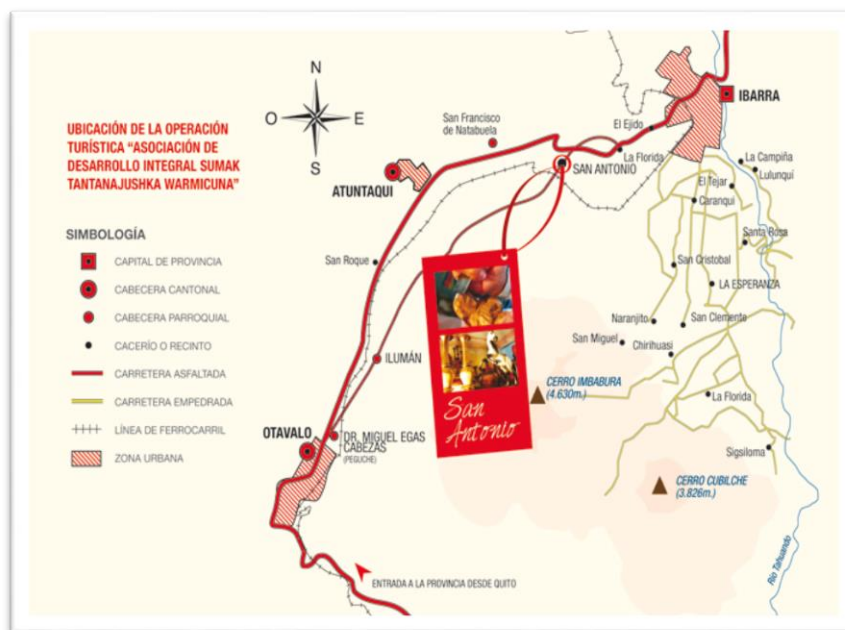 UBICACIÓN DE LA OPERACIÓN
TURÍSTICA “ASOCIACIÓN DE
DESARROLLO INTEGRAL SUMAK
TANTANAJUSHKA WARMICUNA”
SIMBOLOGÍA
CAPITAL DE PROVINCIA
CABECERA CANTONAL
CABECERA PARROQUIAL
CACERÍO O RECINTO
CARRETERA ASFALTADA
CARRETERA EMPEDRADA
LÍNEA DE FERROCARRIL
ZONA URBANA
N
O
E
S
San Francisco
de Natabuela
ATUNTAQUI
San Roque
ILUMÁN
OTAVALO
DR. MIGUEL EGAS
CABEZAS
(PEGUCHE)
ENTRADA A LA PROVINCIA DESDE QUITO
IBARRA
El Ejido
La Florida
SAN ANTONIO
San
Antonio
La Campiña
Lulunquí
El Tejar
Caranqui
Santa Rosa
San Cristobal
LA ESPERANZA
Naranjito
San Clemente
San Miguel
Chirihuasi
CERRO IMBABURA
(4.630m.)
La Florida
Sigsiloma
CERRO CUBILCHE
(3.826m.)
Río Tahuando